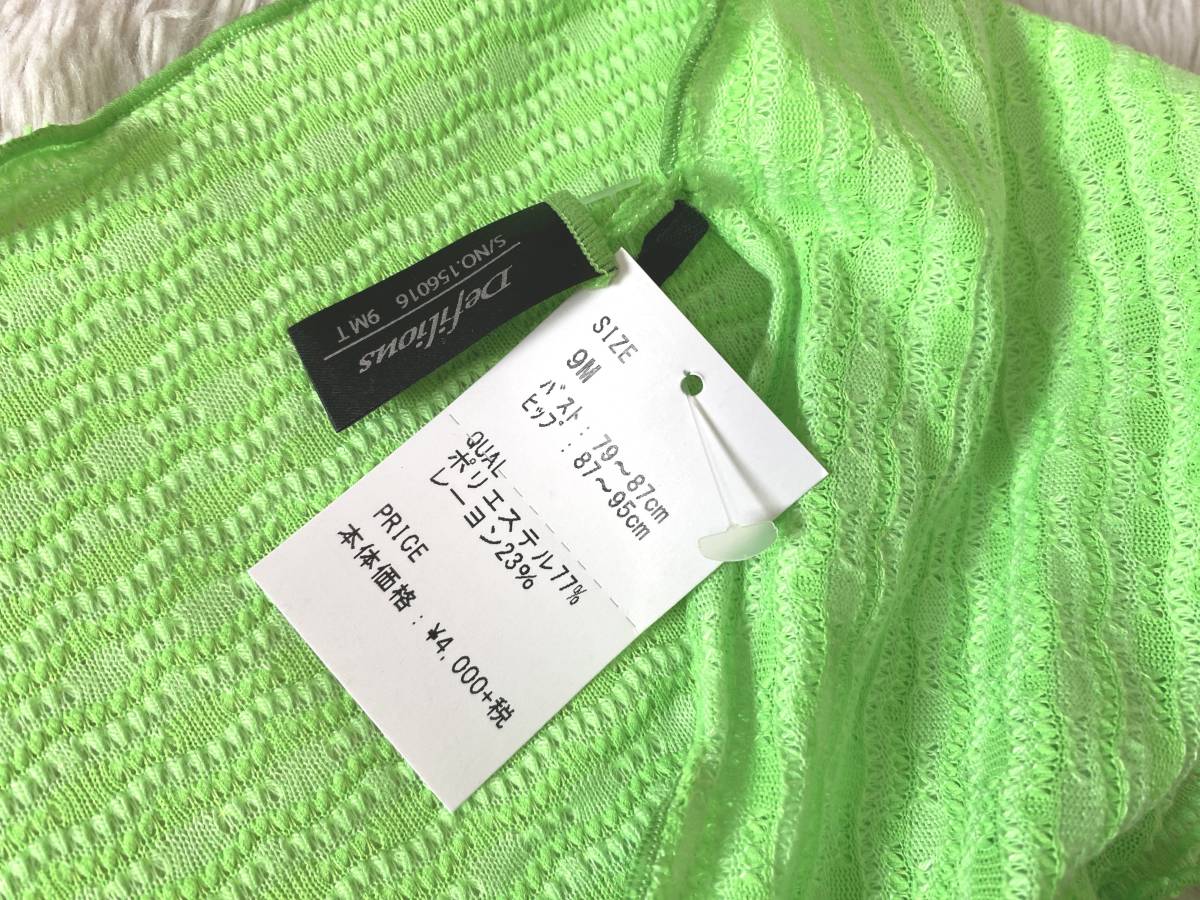 Defilious
S/NO.156016 9MT
SIZE
9M
バスト:79～87cm
ヒップ:87～95cm
QUAL
ポリエステル77%
レーヨン23%
PRICE
本体価格:¥4,000+税